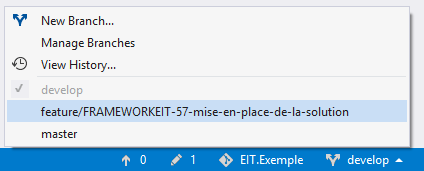 New Branch...
Manage Branches
View History...
develop
feature/FRAMEWORKEIT-57-mise-en-place-de-la-solution
master
0 1 EIT.Exemple develop